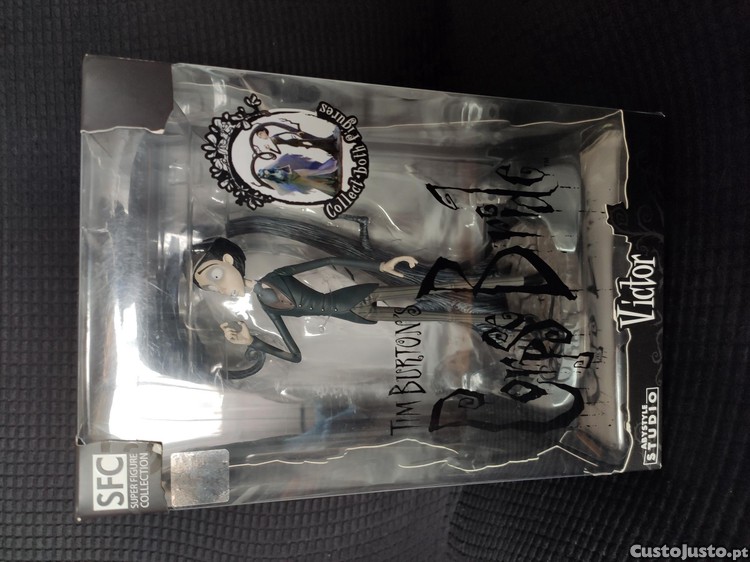 SFC
SUPER FIGURE
COLLECTION
Collect Both Figures
TIM BURTON'S
Corpse Bride
Victor
ABYSTYLE
STUDIO
CustoJusto.pt